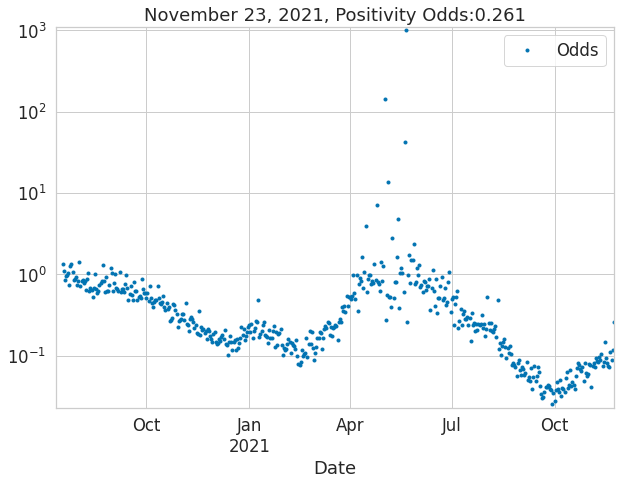 November 23, 2021, Positivity Odds:0.261
Odds
10³
10²
10¹
10⁰
10⁻¹
Oct Jan Apr Jul Oct
2021
Date